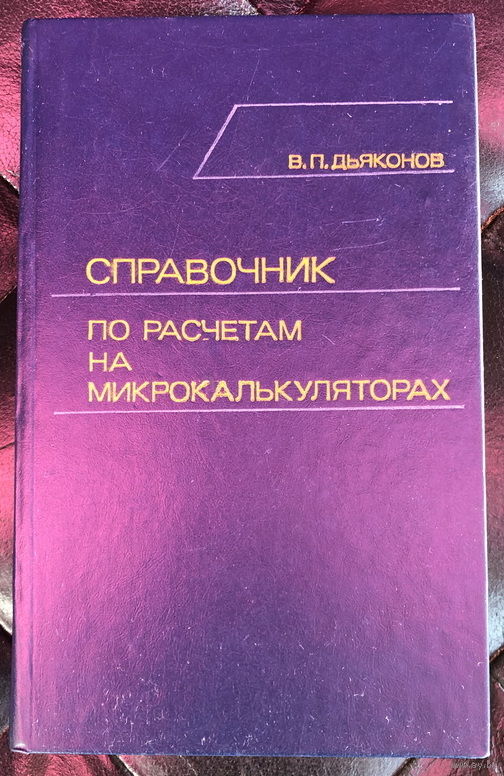 В.П. ДЬЯКОНОВ
СПРАВОЧНИК
ПО РАСЧЕТАМ
НА
МИКРОКАЛЬКУЛЯТОРАХ